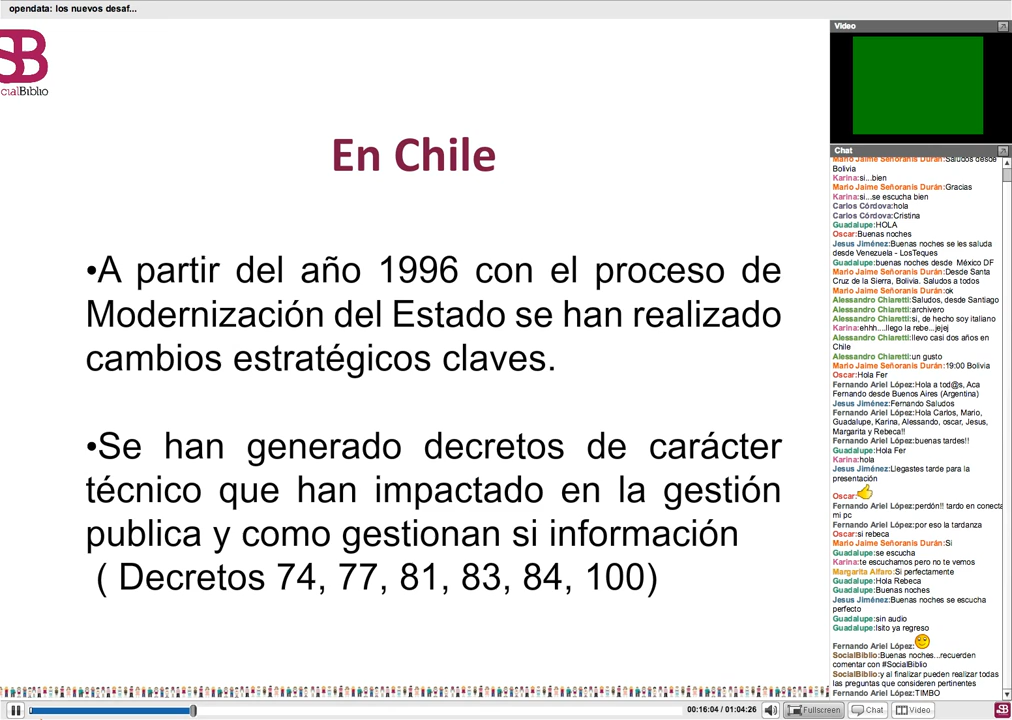 opendata: los nuevos desaf...
SB
cialBiblio
En Chile
•A partir del año 1996 con el proceso de
Modernización del Estado se han realizado
cambios estratégicos claves.
•Se han generado decretos de carácter
técnico que han impactado en la gestión
publica y como gestionan si información
( Decretos 74, 77, 81, 83, 84, 100)
Video
Chat
Mario Jaime Señoranis Durán:Saludos desde
Bolivia
Karina:si...bien
Mario Jaime Señoranis Durán:Gracias
Karina:si...se escucha bien
Carlos Córdova:hola
Carlos Córdova:Cristina
Guadalupe:HOLA
Oscar:Buenas noches
Jesus Jiménez:Buenas noches se les saluda
desde Venezuela - LosTeques
Guadalupe:buenas noches desde México DF
Mario Jaime Señoranis Durán:Desde Santa
Cruz de la Sierra, Bolivia. Saludos a todos
Mario Jaime Señoranis Durán:ok
Alessandro Chiaretti:Saludos, desde Santiago
Alessandro Chiaretti:archivero
Alessandro Chiaretti:si, de hecho soy italiano
Karina:ehhh....llego la rebe...jejej
Alessandro Chiaretti:llevo casi dos años en
Chile
Alessandro Chiaretti:un gusto
Mario Jaime Señoranis Durán:19:00 Bolivia
Oscar:Hola Fer
Fernando Ariel López:Hola a tod@s, Aca
Fernando desde Buenos Aires (Argentina)
Jesus Jiménez:Fernando Saludos
Fernando Ariel López:Hola Carlos, Mario,
Guadalupe, Karina, Alessando, oscar, Jesus,
Margarita y Rebeca!!
Fernando Ariel López:buenas tardes!!
Guadalupe:Hola Fer
Karina:hola
Jesus Jiménez:Llegastes tarde para la
presentación
Oscar:
Fernando Ariel López:perdón!! tardo en conecta
mi pc
Fernando Ariel López:por eso la tardanza
Oscar:si rebeca
Mario Jaime Señoranis Durán:Si
Guadalupe:se escucha
Karina:te escuchamos pero no te vemos
Margarita Alfaro:Si perfectamente
Guadalupe:Hola Rebeca
Guadalupe:Buenas noches
Jesus Jiménez:Buenas noches se escucha
perfecto
Guadalupe:sin audio
Guadalupe:lsito ya regreso
Fernando Ariel López:
SocialBiblio:Buenas noches...recuerden
comentar con #SocialBiblio
SocialBiblio:y al finalizar pueden realizar todas
las preguntas que consideren pertinentes
Fernando Ariel López:TIMBO
00:16:04 / 01:04:26
Fullscreen
Chat
Video
SB